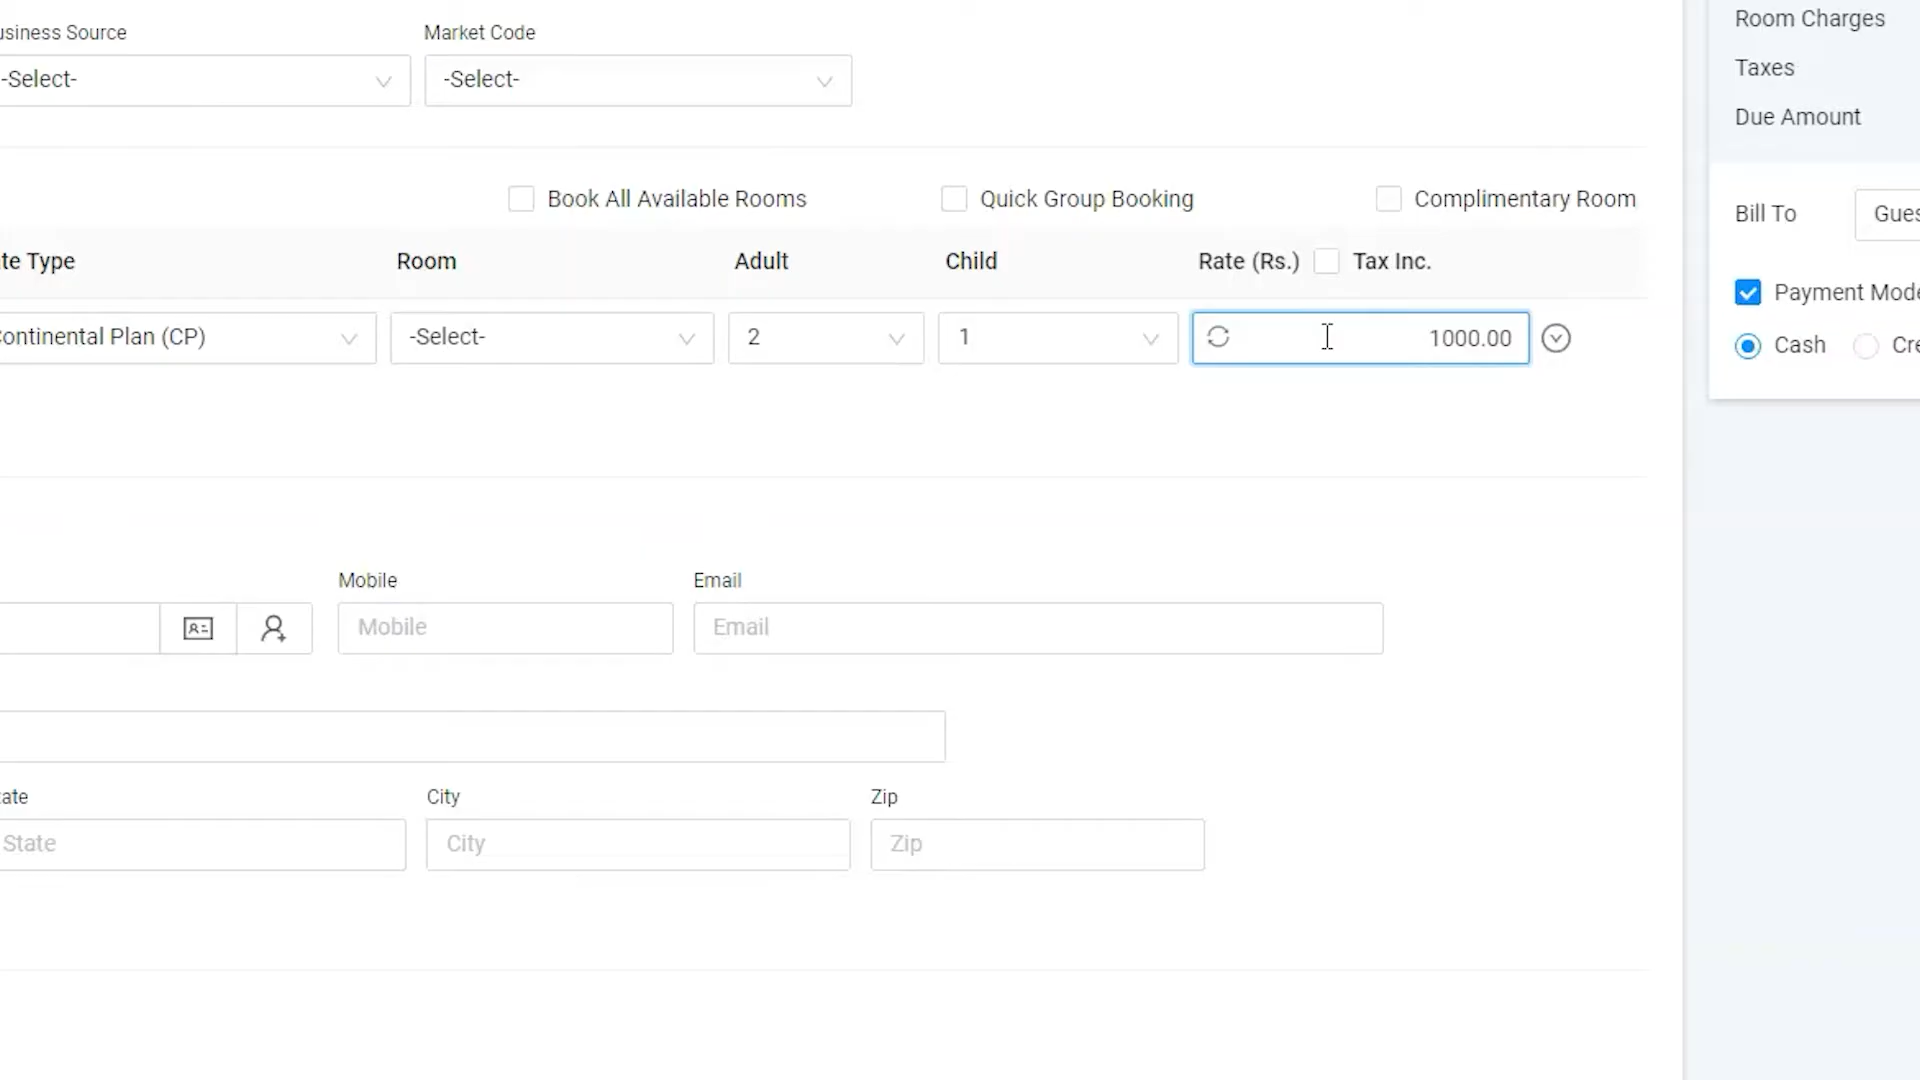 usiness Source Market Code Room Charges
-Select- -Select- Taxes
Due Amount
Book All Available Rooms Quick Group Booking Complimentary Room Bill To Gues
te Type Room Adult Child Rate (Rs.) Tax Inc. Payment Mode
ontinental Plan (CP) -Select- 2 1 1000.00 Cash Cre
Mobile Email
Mobile Email
ate City Zip
State City Zip